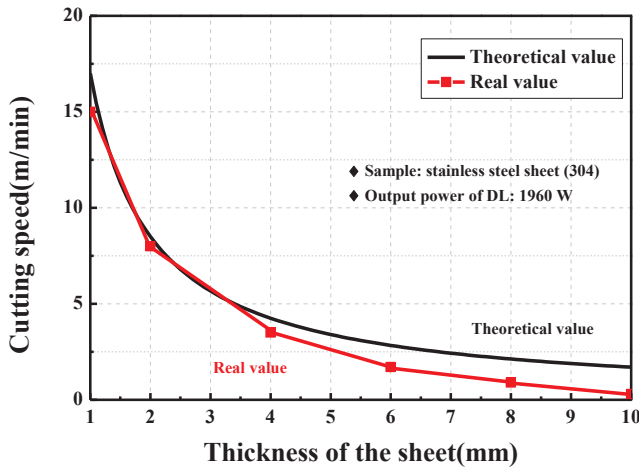 20
15
10
5
0
Cutting speed(m/min)
Theoretical value
Real value
♦ Sample: stainless steel sheet (304)
♦ Output power of DL: 1960 W
Theoretical value
Real value
1 2 3 4 5 6 7 8 9 10
Thickness of the sheet(mm)